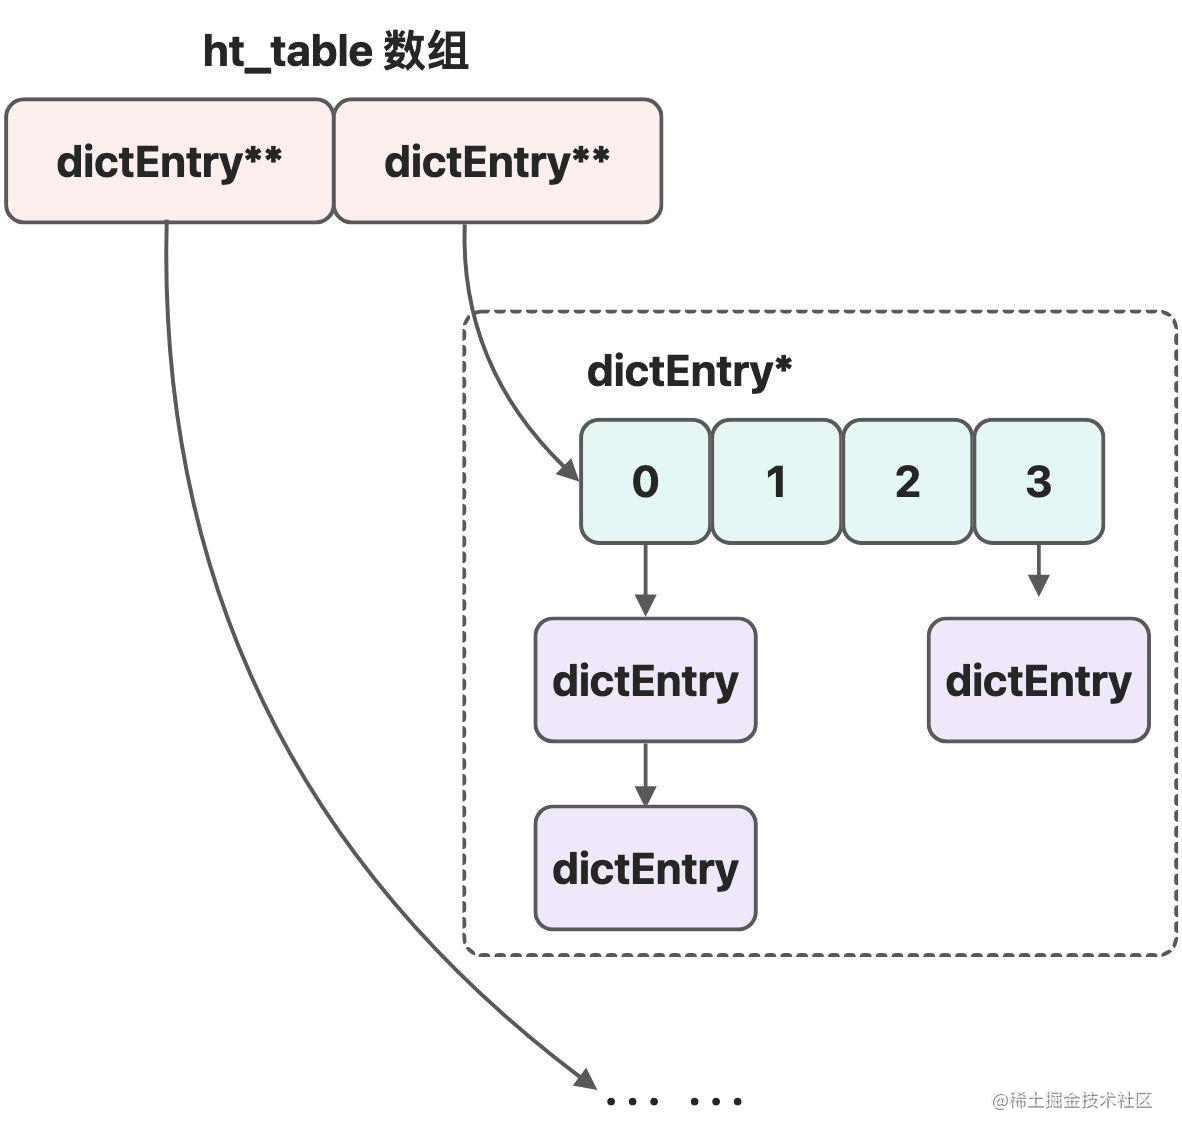 ht_table 数组
dictEntry** dictEntry**
dictEntry*
0 1 2 3
dictEntry dictEntry
dictEntry
... ...
@稀土掘金技术社区